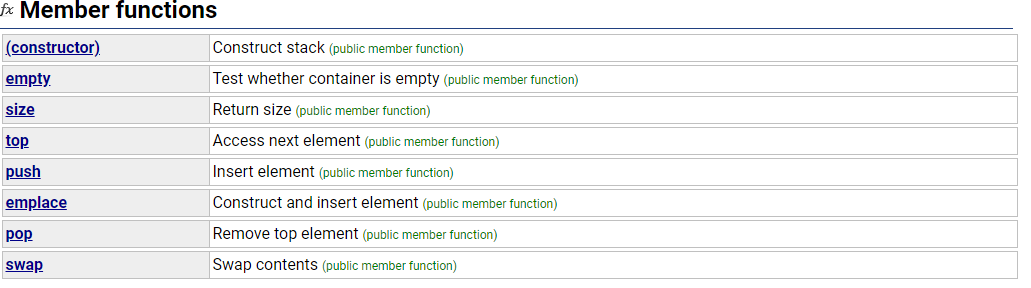 fx Member functions
(constructor) Construct stack (public member function)
empty Test whether container is empty (public member function)
size Return size (public member function)
top Access next element (public member function)
push Insert element (public member function)
emplace Construct and insert element (public member function)
pop Remove top element (public member function)
swap Swap contents (public member function)